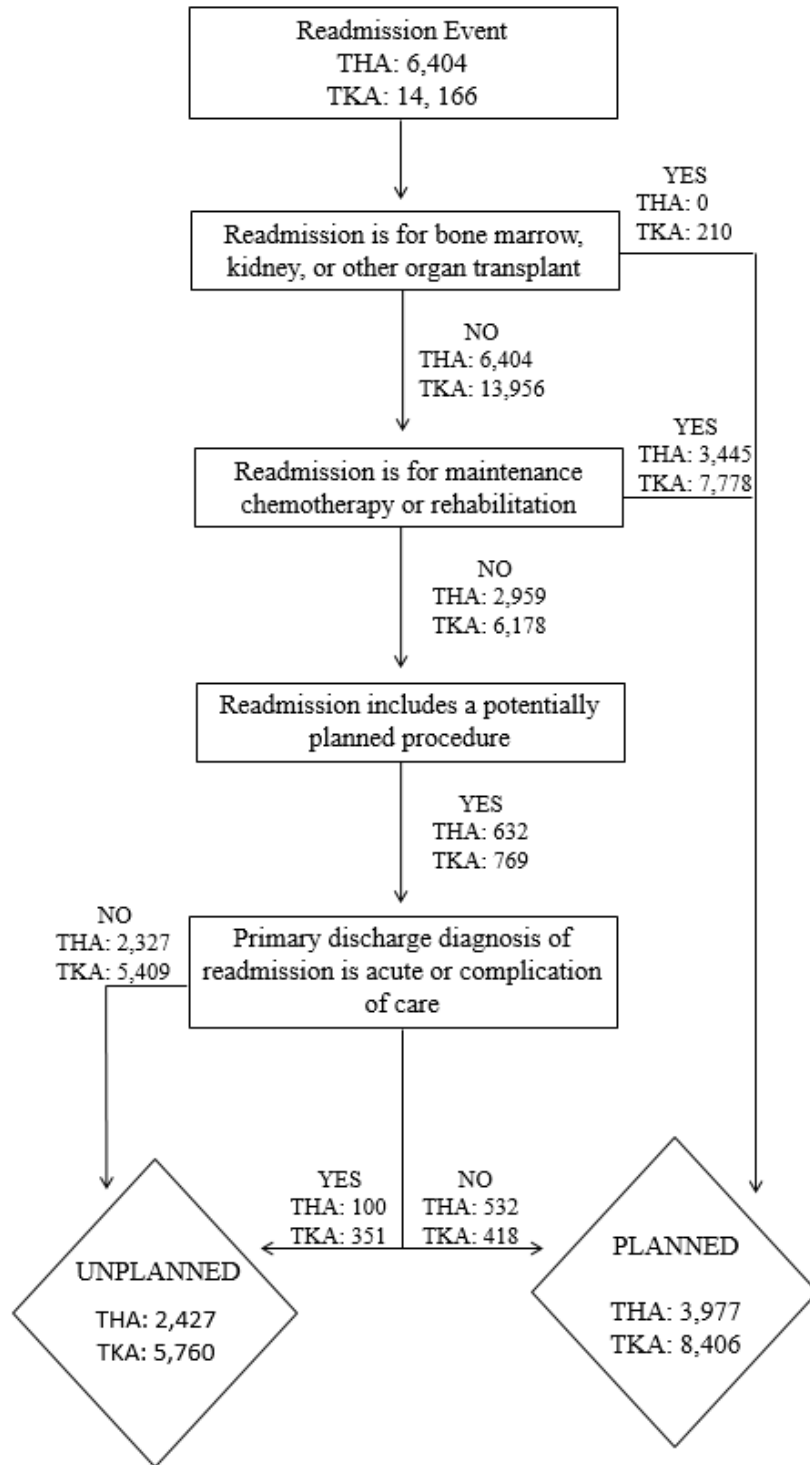 Readmission Event
THA: 6,404
TKA: 14, 166
YES
THA: 0
TKA: 210
Readmission is for bone marrow,
kidney, or other organ transplant
NO
THA: 6,404
TKA: 13,956
YES
THA: 3,445
TKA: 7,778
Readmission is for maintenance
chemotherapy or rehabilitation
NO
THA: 2,959
TKA: 6,178
Readmission includes a potentially
planned procedure
YES
THA: 632
TKA: 769
NO
THA: 2,327
TKA: 5,409
Primary discharge diagnosis of
readmission is acute or complication
of care
YES
THA: 100
TKA: 351
NO
THA: 532
TKA: 418
UNPLANNED
THA: 2,427
TKA: 5,760
PLANNED
THA: 3,977
TKA: 8,406